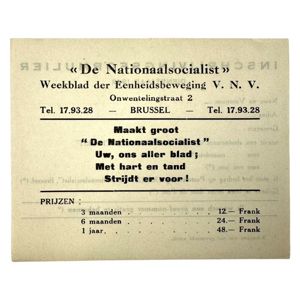 « De Nationaalsocialist »
Weekblad der Eenheidsbeweging V. N. V.
Onwentelingstraat 2
Tel. 17.93.28 — BRUSSEL — Tel. 17.93.28
Maakt groot
"De Nationaalsocialist"
Uw, ons aller blad;
Met hart en tand
Strijdt er voor!
PRIJZEN :
3 maanden 12.— Frank
6 maanden 24.— Frank
1 jaar 48.— Frank